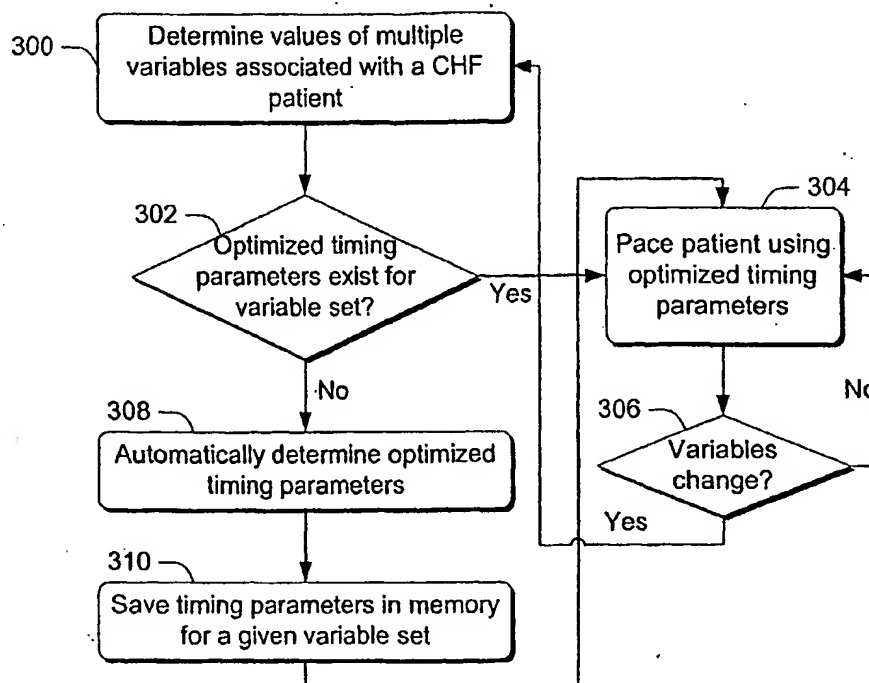 300
Determine values of multiple
variables associated with a CHF
patient
302
Optimized timing
parameters exist for
variable set?
Yes
304
Pace patient using
optimized timing
parameters
No
306
Variables
change?
Yes
No
308
Automatically determine optimized
timing parameters
310
Save timing parameters in memory
for a given variable set